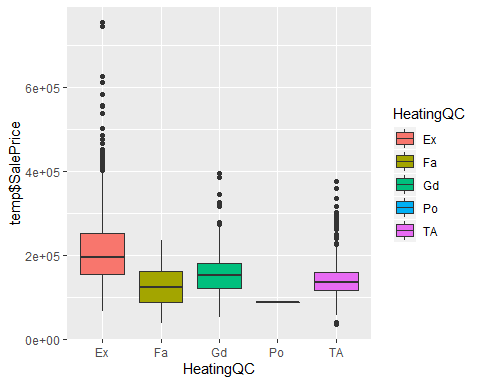 temp$SalePrice
6e+05
4e+05
2e+05
0e+00
Ex
Fa
Gd
Po
TA
HeatingQC
HeatingQC
Ex
Fa
Gd
Po
TA